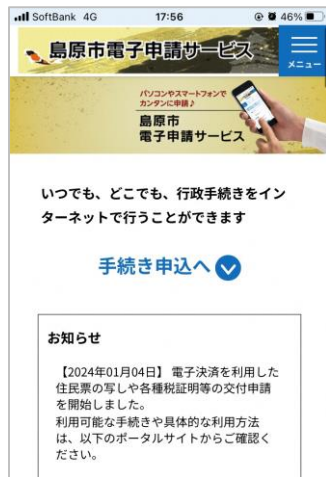 SoftBank 4G 17:56 46%
島原市電子申請サービス
メニュー
パソコンやスマートフォンで
カンタンに申請♪
島原市
電子申請サービス
いつでも、どこでも、行政手続きをイン
ターネットで行うことができます
手続き申込へ
お知らせ
【2024年01月04日】 電子決済を利用した
住民票の写しや各種税証明等の交付申請
を開始しました。
利用可能な手続きや具体的な利用方法
は、以下のポータルサイトからご確認く
ださい。